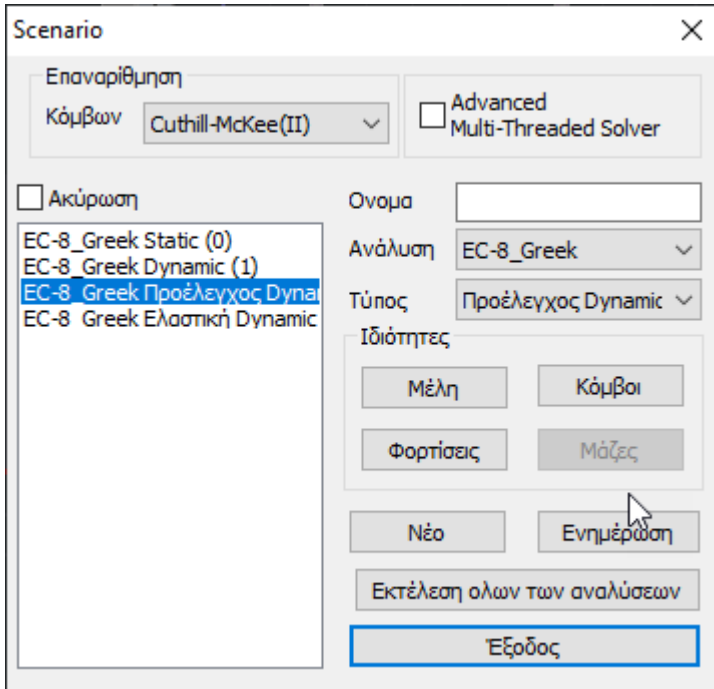 Scenario
Επαναρίθμηση
Κόμβων
Cuthill-McKee(II)
Advanced
Multi-Threaded Solver
Ακύρωση
EC-8_Greek Static (0)
EC-8_Greek Dynamic (1)
EC-8_Greek Προέλεγχος Dynar
EC-8_Greek Ελαστική Dynamic
Ονομα
Ανάλυση
EC-8_Greek
Τύπος
Προέλεγχος Dynamic
Ιδιότητες
Μέλη
Κόμβοι
Φορτίσεις
Μάζες
Νέο
Ενημέρωση
Εκτέλεση ολων των αναλύσεων
Έξοδος